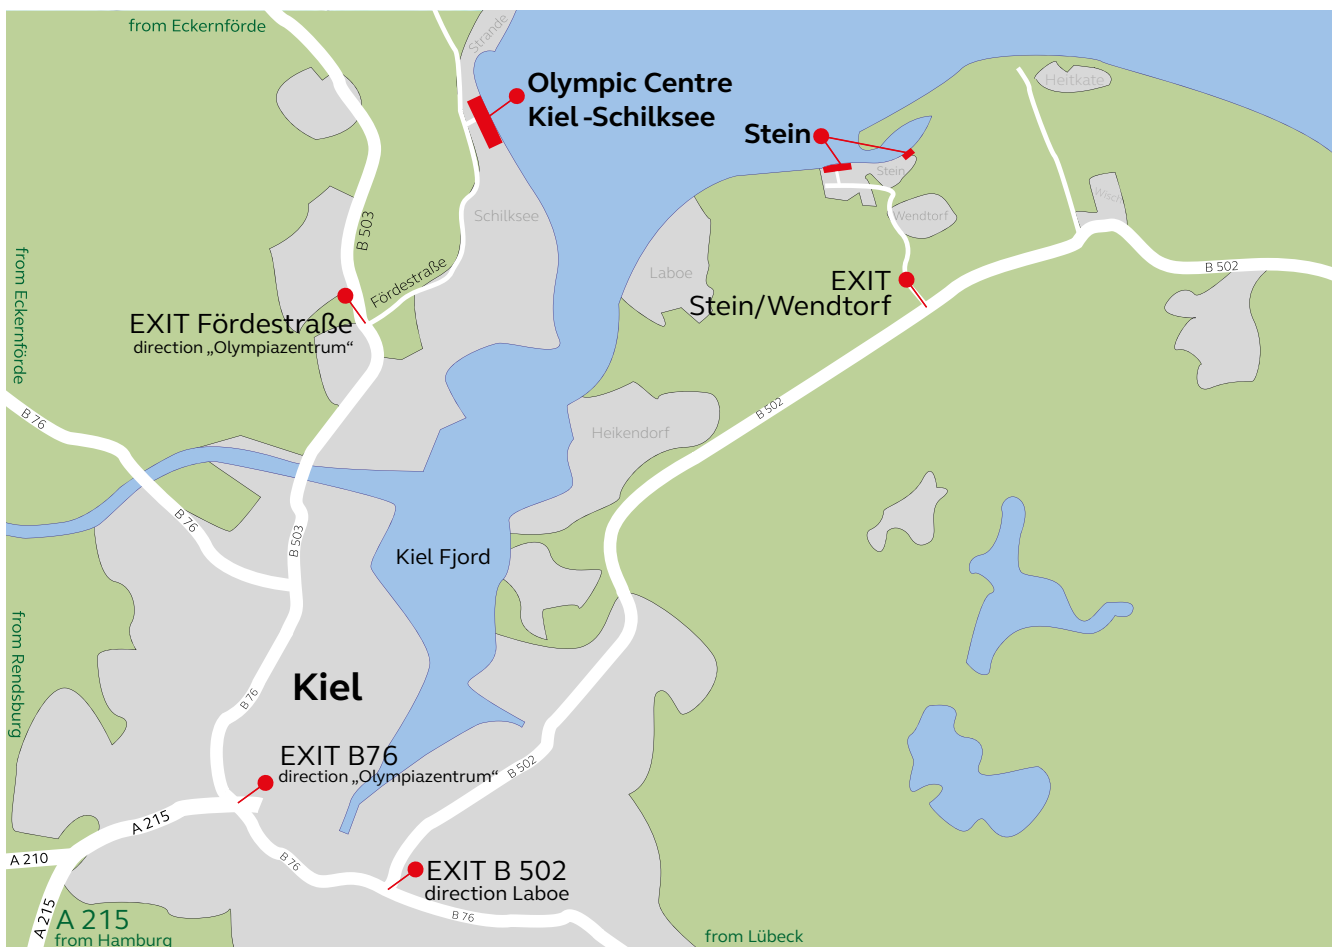 from Eckernförde
Strande
Olympic Centre
Kiel -Schilksee
Stein
Heitkate
Stein
Wisch
Wendtorf
Schilksee
B 503
from Eckernförde
Fördestraße
Laboe
B 502
EXIT
Stein/Wendtorf
EXIT Fördestraße
direction „Olympiazentrum“
B 76
B 502
Heikendorf
B 76
B 503
Kiel Fjord
from Rendsburg
Kiel
B 76
EXIT B76
direction „Olympiazentrum“
B 502
A 215
A 210
B 76
EXIT B 502
direction Laboe
A 215
A 215
from Hamburg
B 76
from Lübeck